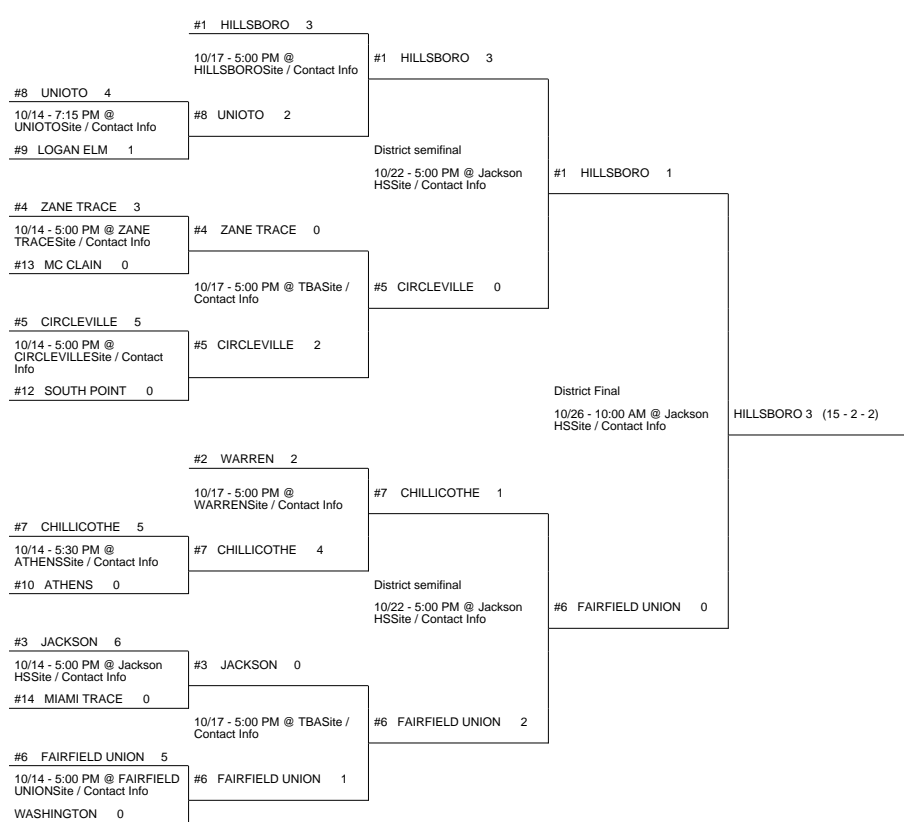 #1 HILLSBORO 3
10/17 - 5:00 PM @
HILLSBOROSite / Contact Info
#1 HILLSBORO 3
#8 UNIOTO 4
10/14 - 7:15 PM @
UNIOTOSite / Contact Info
#8 UNIOTO 2
#9 LOGAN ELM 1
District semifinal
10/22 - 5:00 PM @ Jackson
HSSite / Contact Info
#1 HILLSBORO 1
#4 ZANE TRACE 3
10/14 - 5:00 PM @ ZANE
TRACESite / Contact Info
#4 ZANE TRACE 0
#13 MC CLAIN 0
10/17 - 5:00 PM @ TBASite /
Contact Info
#5 CIRCLEVILLE 0
#5 CIRCLEVILLE 5
10/14 - 5:00 PM @
CIRCLEVILLESite / Contact
Info
#5 CIRCLEVILLE 2
#12 SOUTH POINT 0
District Final
10/26 - 10:00 AM @ Jackson
HSSite / Contact Info
HILLSBORO 3 (15 - 2 - 2)
#2 WARREN 2
10/17 - 5:00 PM @
WARRENSite / Contact Info
#7 CHILLICOTHE 1
#7 CHILLICOTHE 5
10/14 - 5:30 PM @
ATHENSSite / Contact Info
#7 CHILLICOTHE 4
#10 ATHENS 0
District semifinal
10/22 - 5:00 PM @ Jackson
HSSite / Contact Info
#6 FAIRFIELD UNION 0
#3 JACKSON 6
10/14 - 5:00 PM @ Jackson
HSSite / Contact Info
#3 JACKSON 0
#14 MIAMI TRACE 0
10/17 - 5:00 PM @ TBASite /
Contact Info
#6 FAIRFIELD UNION 2
#6 FAIRFIELD UNION 5
10/14 - 5:00 PM @ FAIRFIELD
UNIONSite / Contact Info
#6 FAIRFIELD UNION 1
WASHINGTON 0